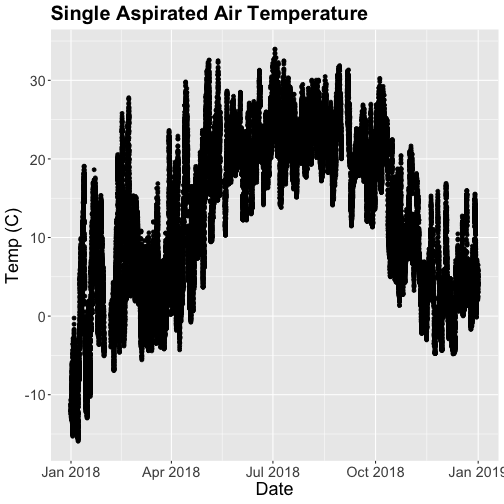 Single Aspirated Air Temperature
Temp (C)
30
20
10
0
-10
Jan 2018 Apr 2018 Jul 2018 Oct 2018 Jan 2019
Date